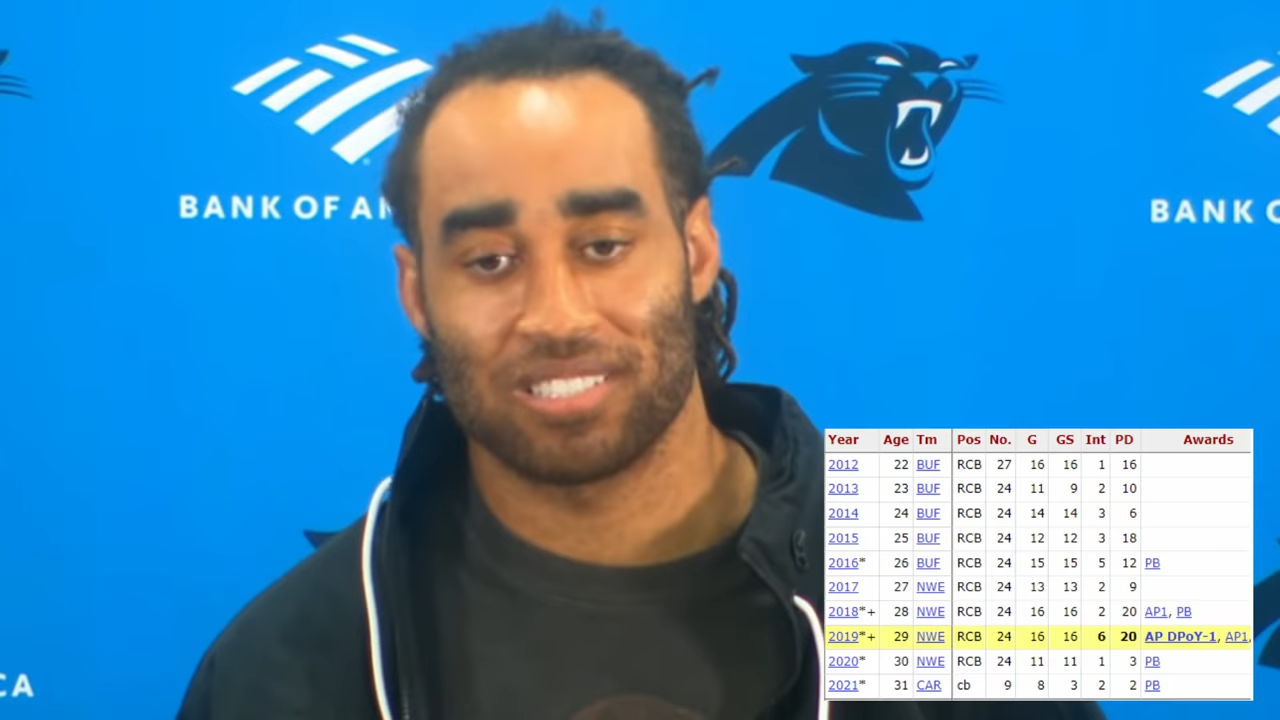 BANK OF A
BANK
CA
Year Age Tm Pos No. G GS Int PD Awards
2012 22 BUF RCB 27 16 16 1 16
2013 23 BUF RCB 24 11 9 2 10
2014 24 BUF RCB 24 14 14 3 6
2015 25 BUF RCB 24 12 12 3 18
2016* 26 BUF RCB 24 15 15 5 12 PB
2017 27 NWE RCB 24 13 13 2 9
2018*+ 28 NWE RCB 24 16 16 2 20 AP1, PB
2019*+ 29 NWE RCB 24 16 16 6 20 AP DPoY-1, AP1,
2020* 30 NWE RCB 24 11 11 1 3 PB
2021* 31 CAR cb 9 8 3 2 2 PB